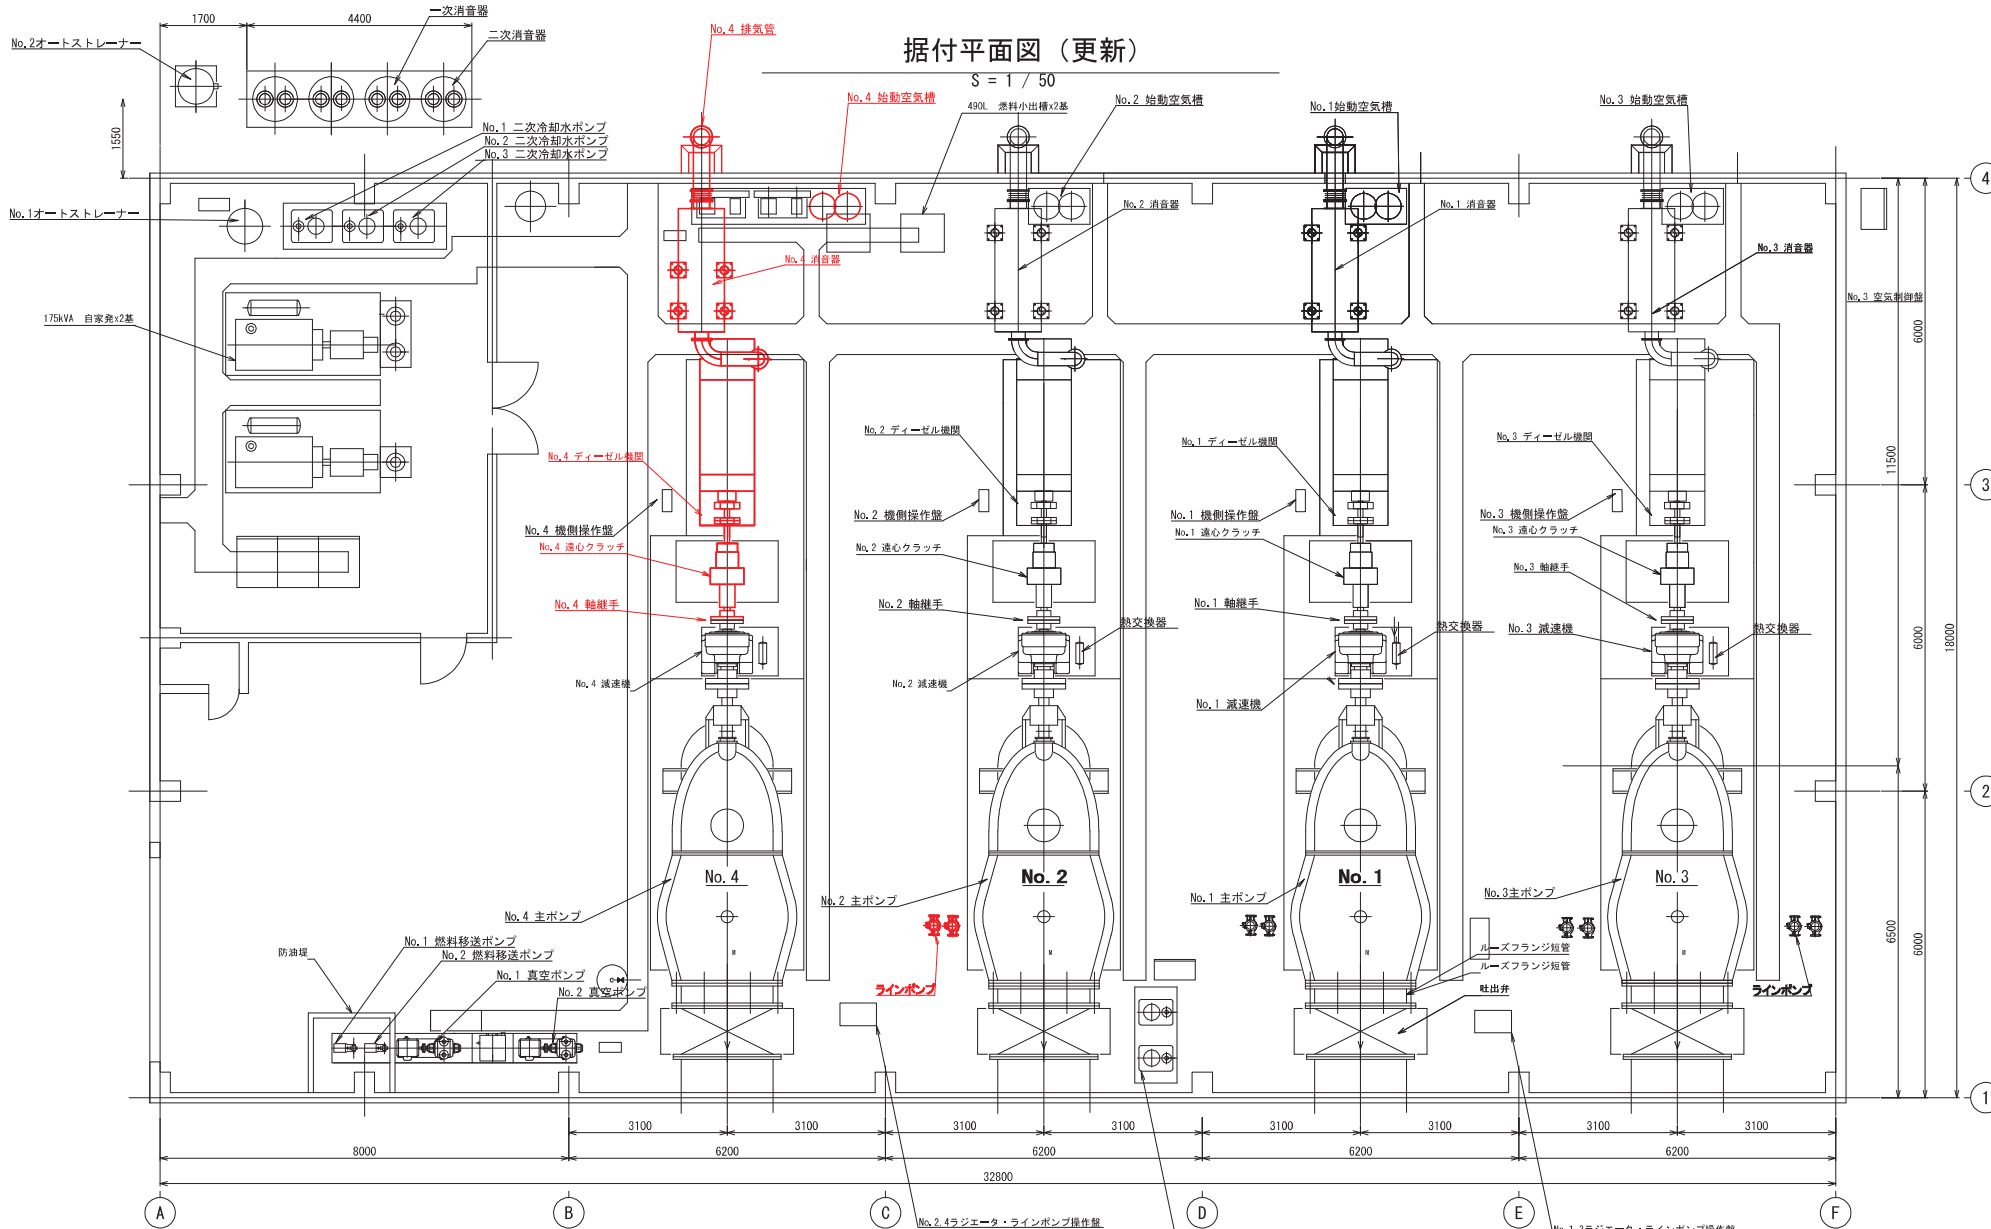 据付平面図（更新）
S = 1 / 50
1700
4400
一次消音器
二次消音器
No.2オートストレーナー
1550
No.4 排気管
No.4 始動空気槽
490L 燃料小出槽x2基
No.2 始動空気槽
No.1始動空気槽
No.3 始動空気槽
No.1 二次冷却水ポンプ
No.2 二次冷却水ポンプ
No.3 二次冷却水ポンプ
No.1オートストレーナー
No.4 消音器
No.2 消音器
No.1 消音器
No.3 消音器
No.3 空気制御盤
175kVA 自家発x2基
4
6000
11500
18000
No.4 ディーゼル機関
No.2 ディーゼル機関
No.1 ディーゼル機関
No.3 ディーゼル機関
3
No.4 機側操作盤
No.2 機側操作盤
No.1 機側操作盤
No.3 機側操作盤
No.4 遠心クラッチ
No.2 遠心クラッチ
No.1 遠心クラッチ
No.3 遠心クラッチ
No.4 軸継手
No.2 軸継手
No.1 軸継手
No.3 軸継手
熱交換器
熱交換器
熱交換器
6000
No.4 減速機
No.2 減速機
No.1 減速機
No.3 減速機
2
No.4
No.2
No.1
No.3
No.4 主ポンプ
No.2 主ポンプ
No.1 主ポンプ
No.3主ポンプ
6500
6000
防油堤
No.1 燃料移送ポンプ
No.2 燃料移送ポンプ
No.1 真空ポンプ
No.2 真空ポンプ
M
M
M
M
ルーズフランジ短管
ルーズフランジ短管
吐出弁
ラインポンプ
ラインポンプ
1
3100
3100
3100
3100
3100
3100
3100
3100
8000
6200
6200
6200
6200
32800
A
B
C
D
E
F
No.2,4ラジエータ・ラインポンプ操作盤